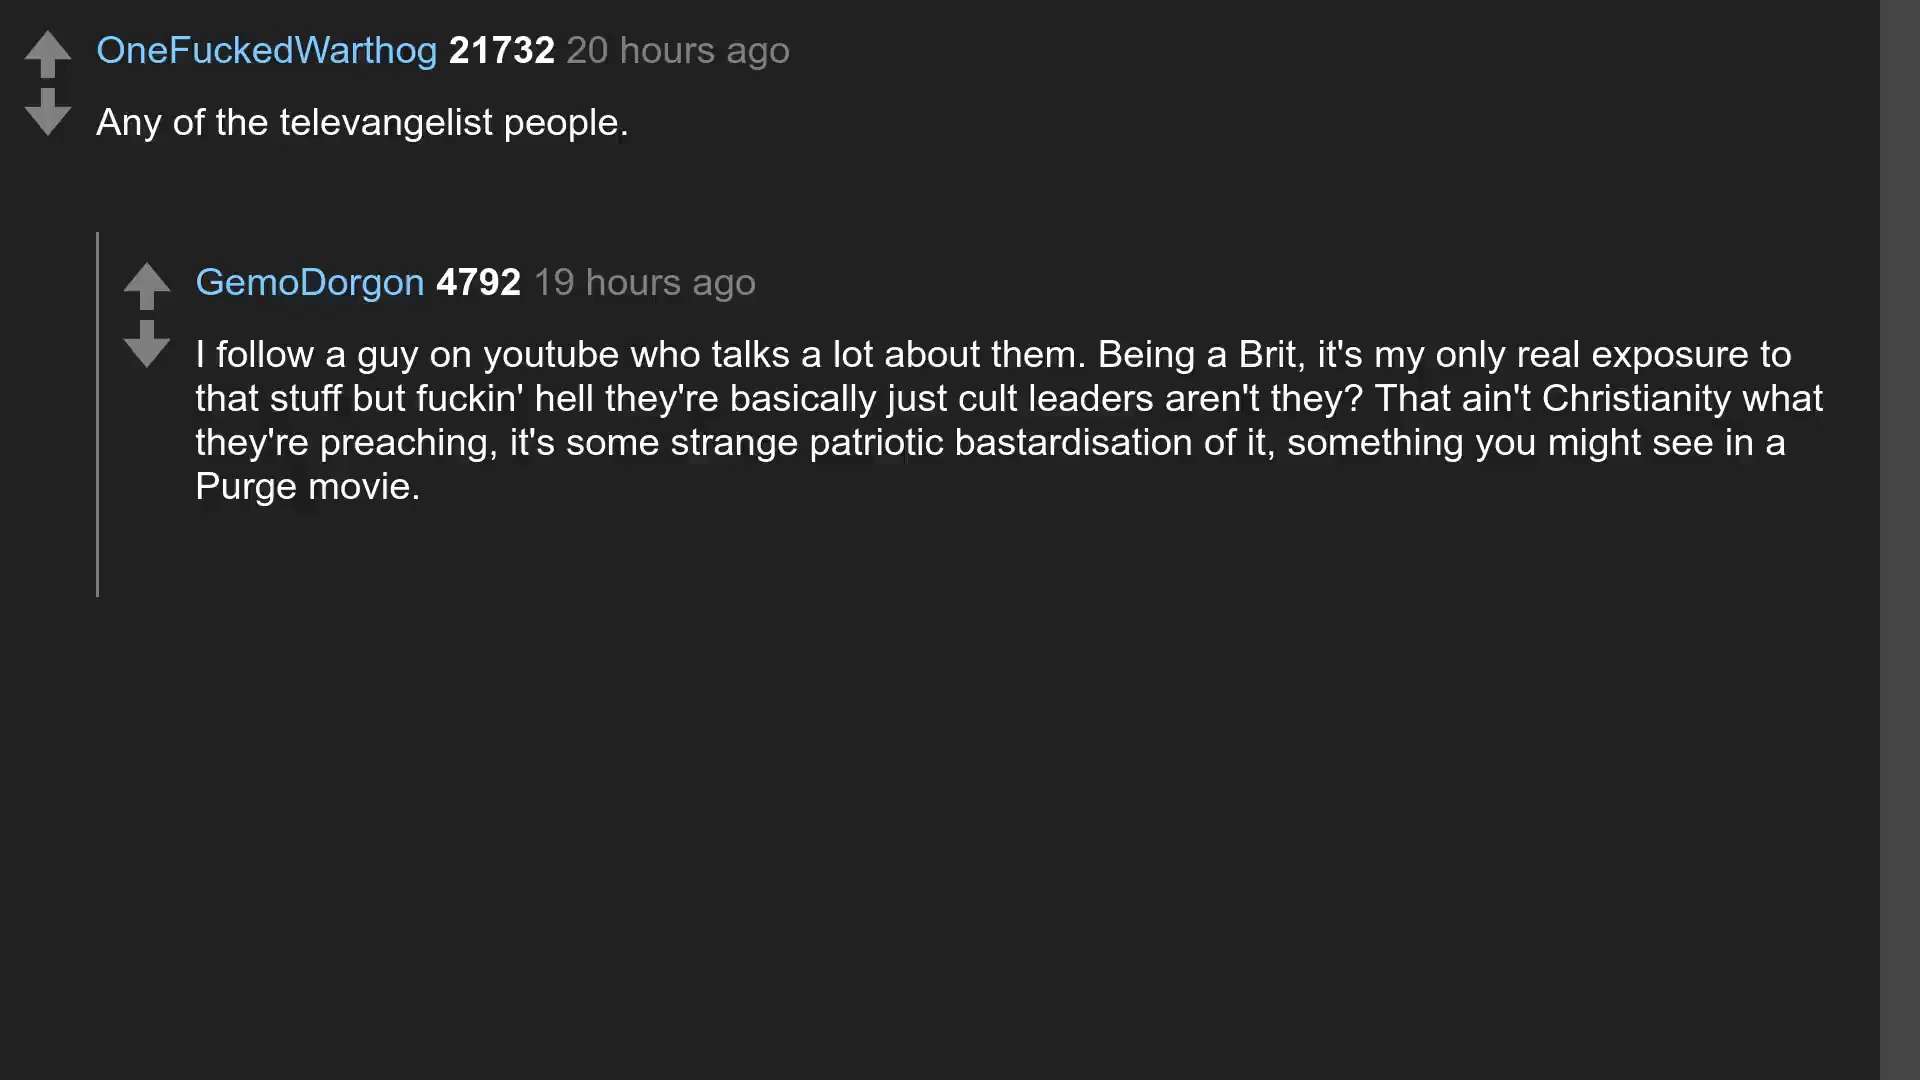 OneFuckedWarthog 21732 20 hours ago
Any of the televangelist people.
GemoDorgon 4792 19 hours ago
I follow a guy on youtube who talks a lot about them. Being a Brit, it's my only real exposure to
that stuff but fuckin' hell they're basically just cult leaders aren't they? That ain't Christianity what
they're preaching, it's some strange patriotic bastardisation of it, something you might see in a
Purge movie.